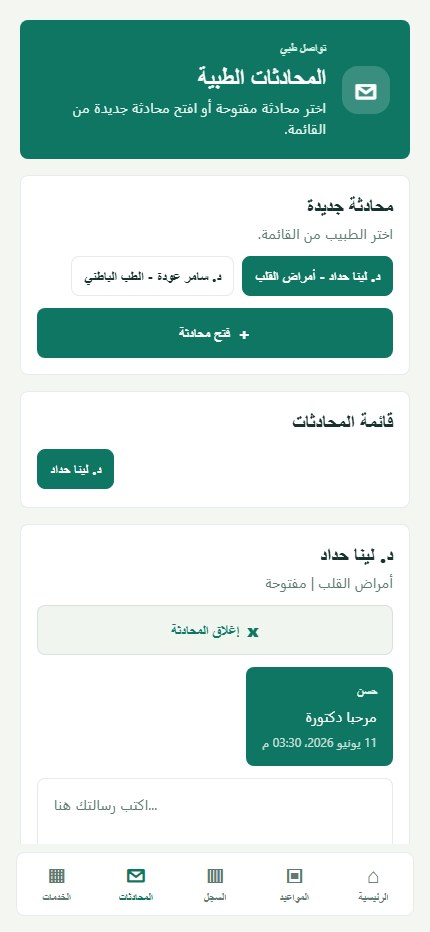 تواصل طبي
المحادثات الطبية
اختر محادثة مفتوحة أو افتح محادثة جديدة من
القائمة.
محادثة جديدة
اختر الطبيب من القائمة.
د. لينا حداد - أمراض القلب
د. سامر عودة - الطب الباطني
+ فتح محادثة
قائمة المحادثات
د. لينا حداد
د. لينا حداد
أمراض القلب | مفتوحة
x إغلاق المحادثة
حسن
مرحبا دكتورة
11 يونيو 2026، 03:30 م
اكتب رسالتك هنا...
الرئيسية
المواعيد
السجل
المحادثات
الخدمات